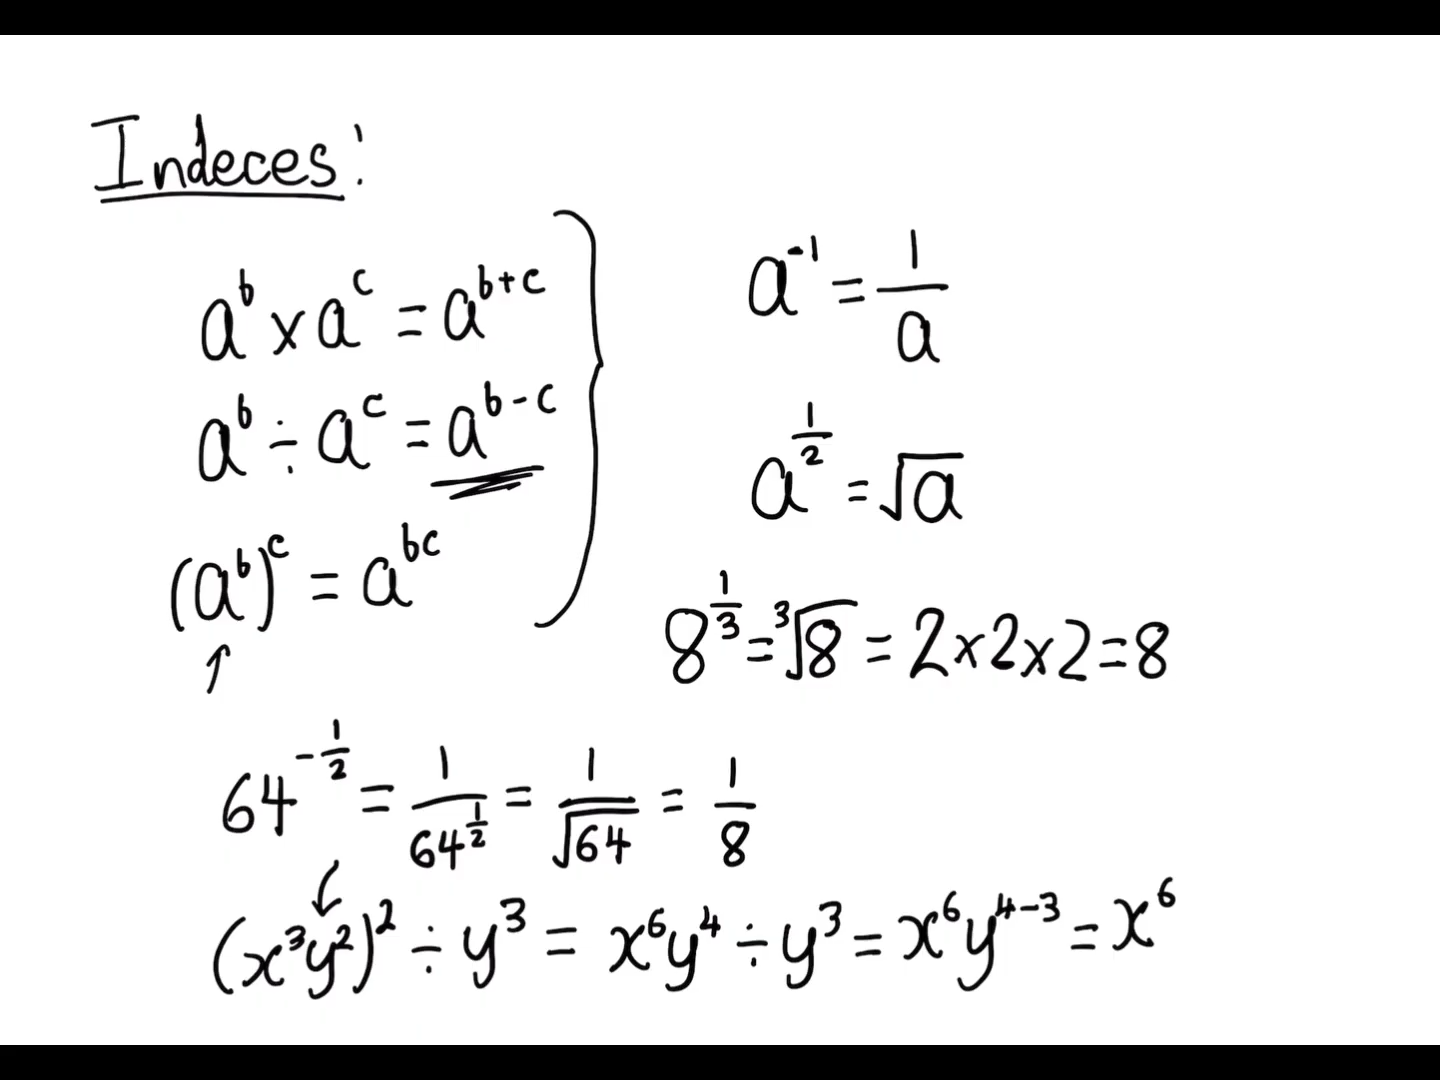 Indeces:
a^b × a^c = a^{b+c}
a^b ÷ a^c = a^{b-c}
(a^b)^c = a^{bc}
a^{-1} = 1/a
a^{1/2} = √a
8^{1/3} = ∛8 = 2×2×2=8
64^{-1/2} = 1/64^{1/2} = 1/√64 = 1/8
(x^3y^2)^2 ÷ y^3 = x^6y^4 ÷ y^3 = x^6y^{4-3} = x^6